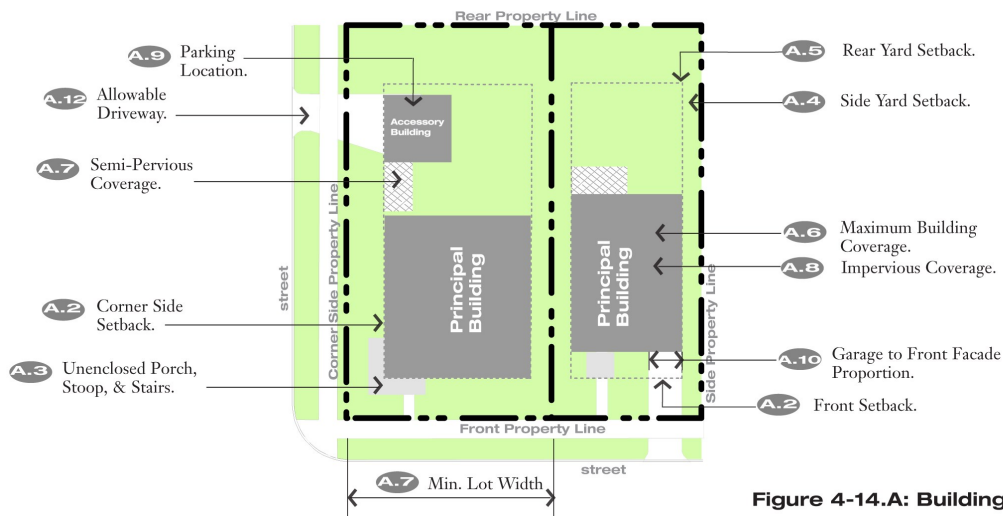 Rear Property Line
A.9 Parking
Location.
A.12 Allowable
Driveway.
A.7 Semi-Pervious
Coverage.
A.2 Corner Side
Setback.
A.3 Unenclosed Porch,
Stoop, & Stairs.
street
Corner Side Property Line
Accessory
Building
Principal
Building
Principal
Building
Side Property Line
A.5 Rear Yard Setback.
A.4 Side Yard Setback.
A.6 Maximum Building
Coverage.
A.8 Impervious Coverage.
A.10 Garage to Front Facade
Proportion.
A.2 Front Setback.
Front Property Line
street
A.7 Min. Lot Width
Figure 4-14.A: Building